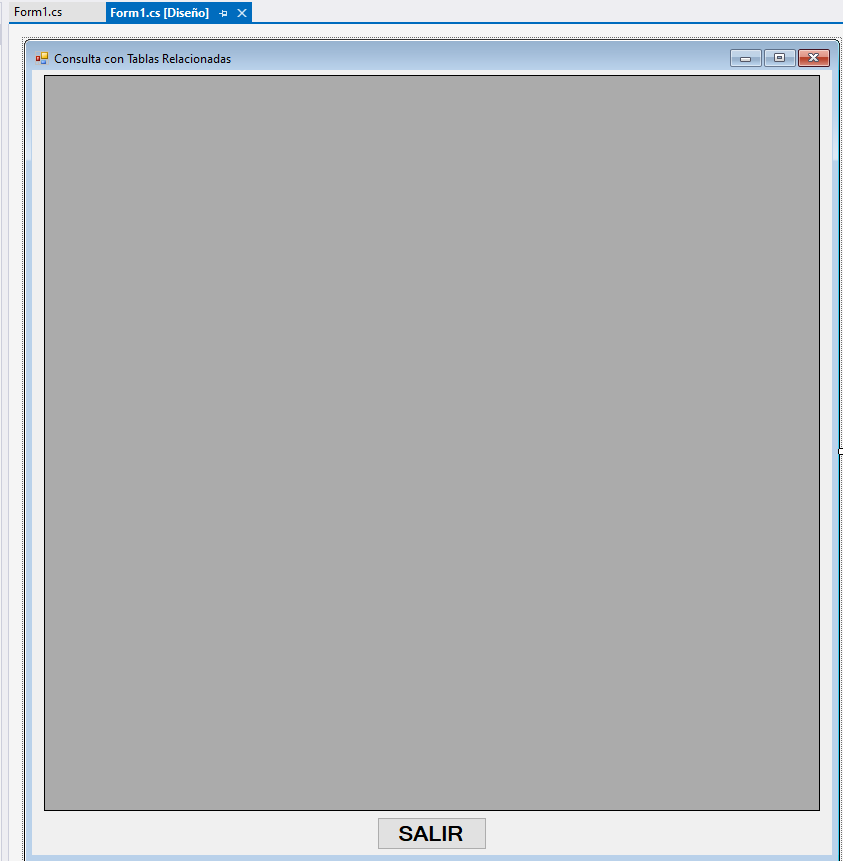 Form1.cs
Form1.cs [Diseño]
Consulta con Tablas Relacionadas
SALIR